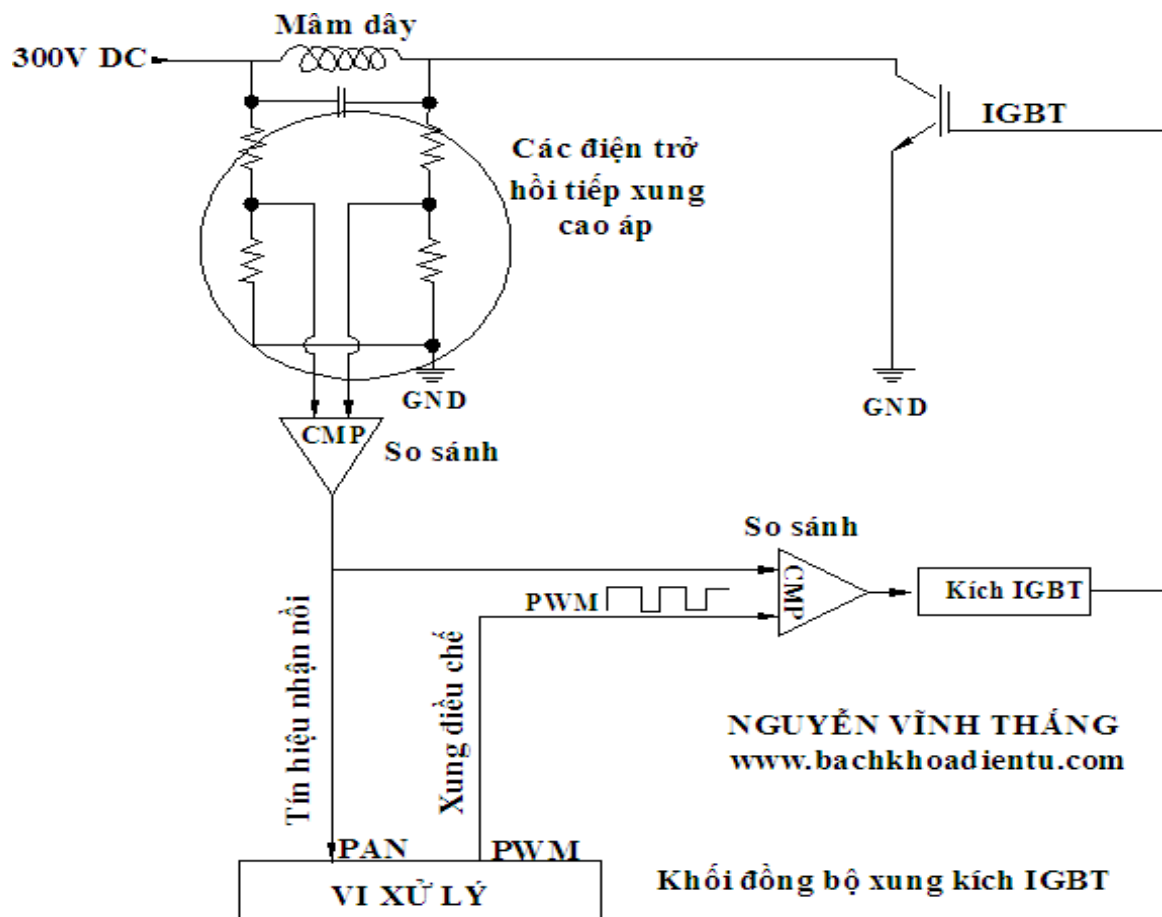 Mâm dây
300V DC
IGBT
Các điện trở
hồi tiếp xung
cao áp
GND
GND
CMP
So sánh
So sánh
CMP
PWM
Kích IGBT
Tín hiệu nhận nồi
Xung điều chế
NGUYỄN VĨNH THẮNG
www.bachkhoadientu.com
PAN
PWM
VI XỬ LÝ
Khối đồng bộ xung kích IGBT